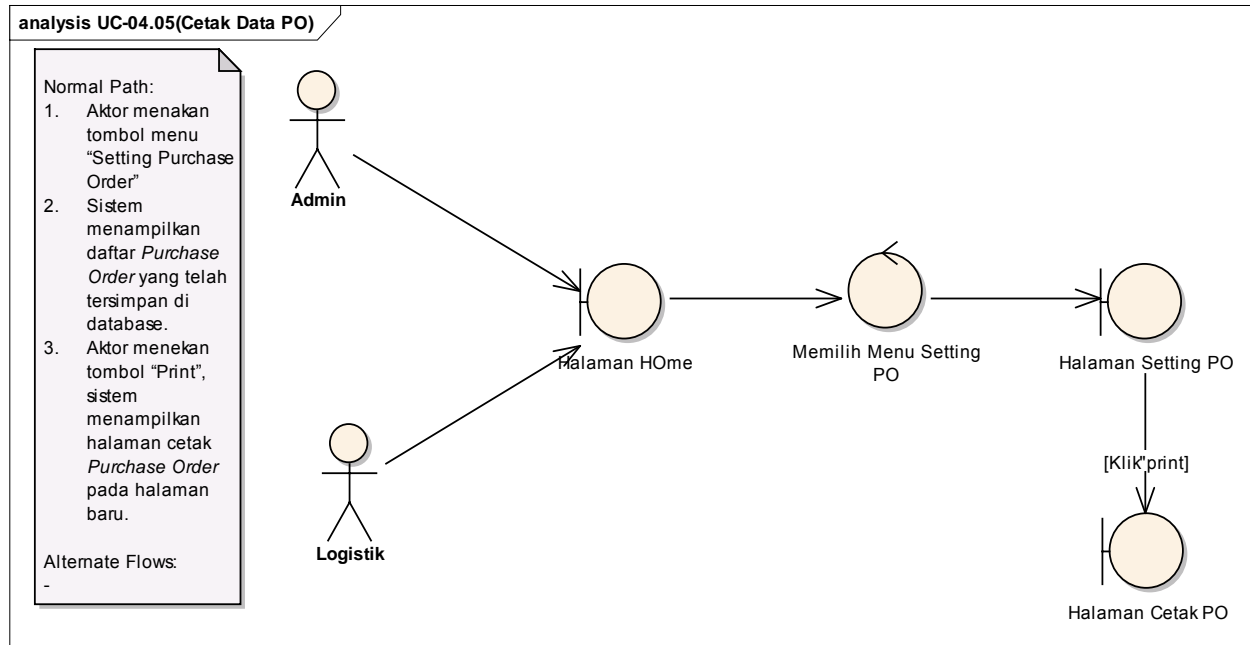 analysis UC-04.05(Cetak Data PO)
Normal Path:
1. Aktor menakan
tombol menu
“Setting Purchase
Order”
2. Sistem
menampilkan
daftar Purchase
Order yang telah
tersimpan di
database.
3. Aktor menekan
tombol “Print”,
sistem
menampilkan
halaman cetak
Purchase Order
pada halaman
baru.
Alternate Flows:
-
Admin
Logistik
Halaman HOme
Memilih Menu Setting
PO
Halaman Setting PO
[Klik"print]
Halaman Cetak PO